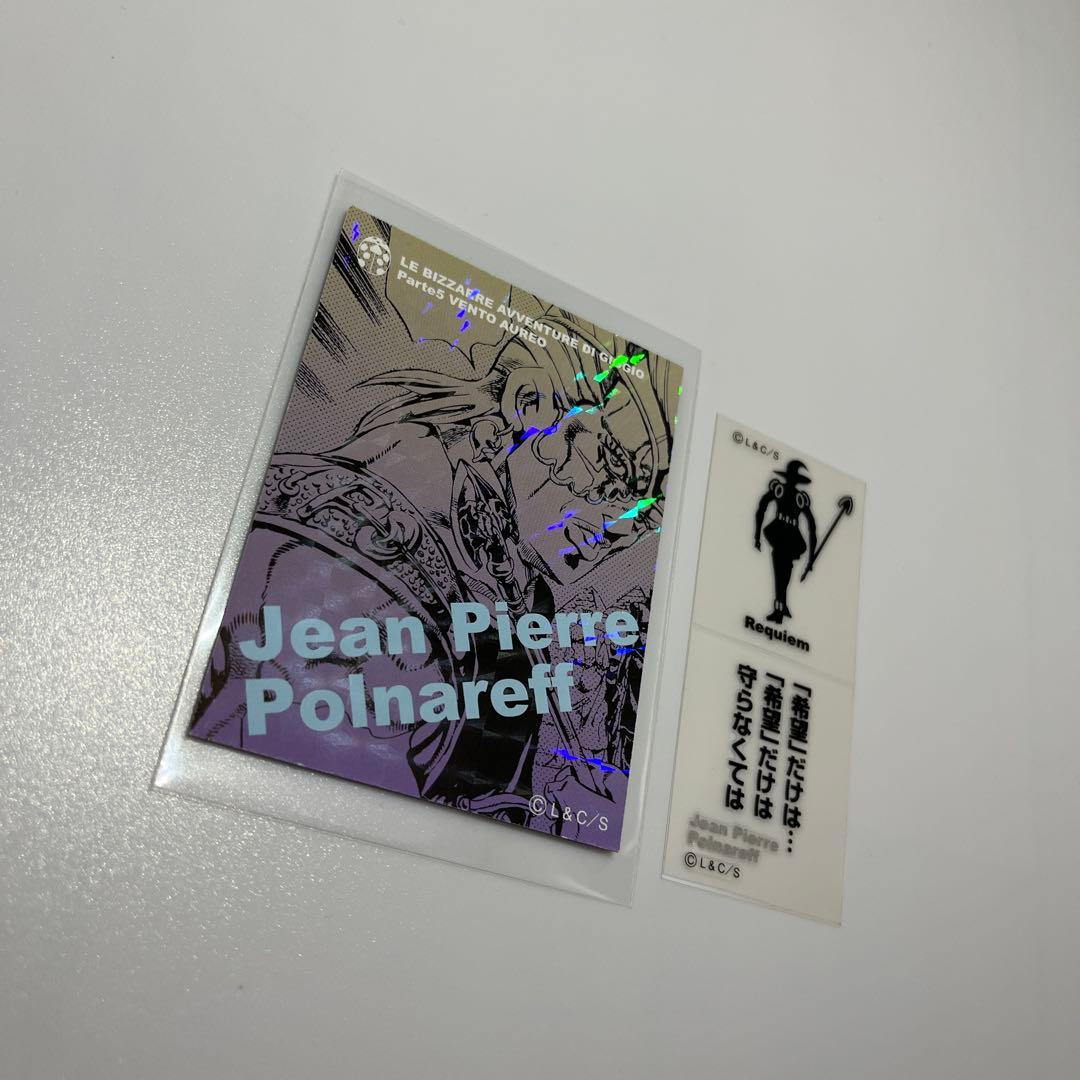 LE BIZZARRE AVVENTURE DI GIOGIO
Parte5 VENTO AUREO
Jean Pierre
Polnareff
©L&C/S
©L&C/S
Requiem
「希望」だけは…
「希望」だけは
守らなくては
Jean Pierre
Polnareff
©L&C/S